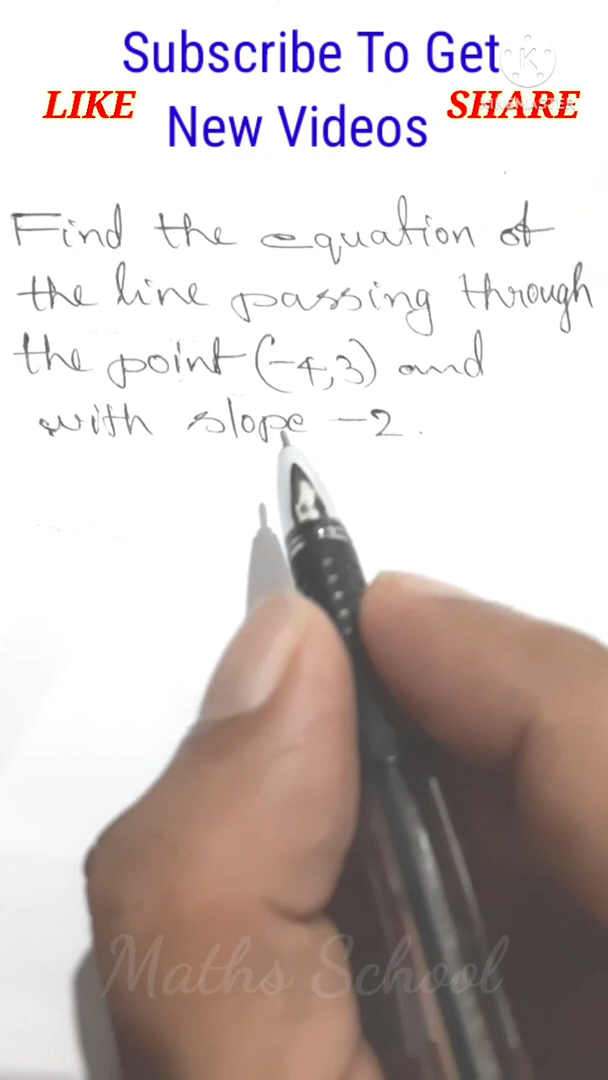 Subscribe To Get
LIKE
SHARE
KINEMASTER
New Videos
Find the equation of
the line passing through
the point (-4,3) and
with slope -2.
Maths School